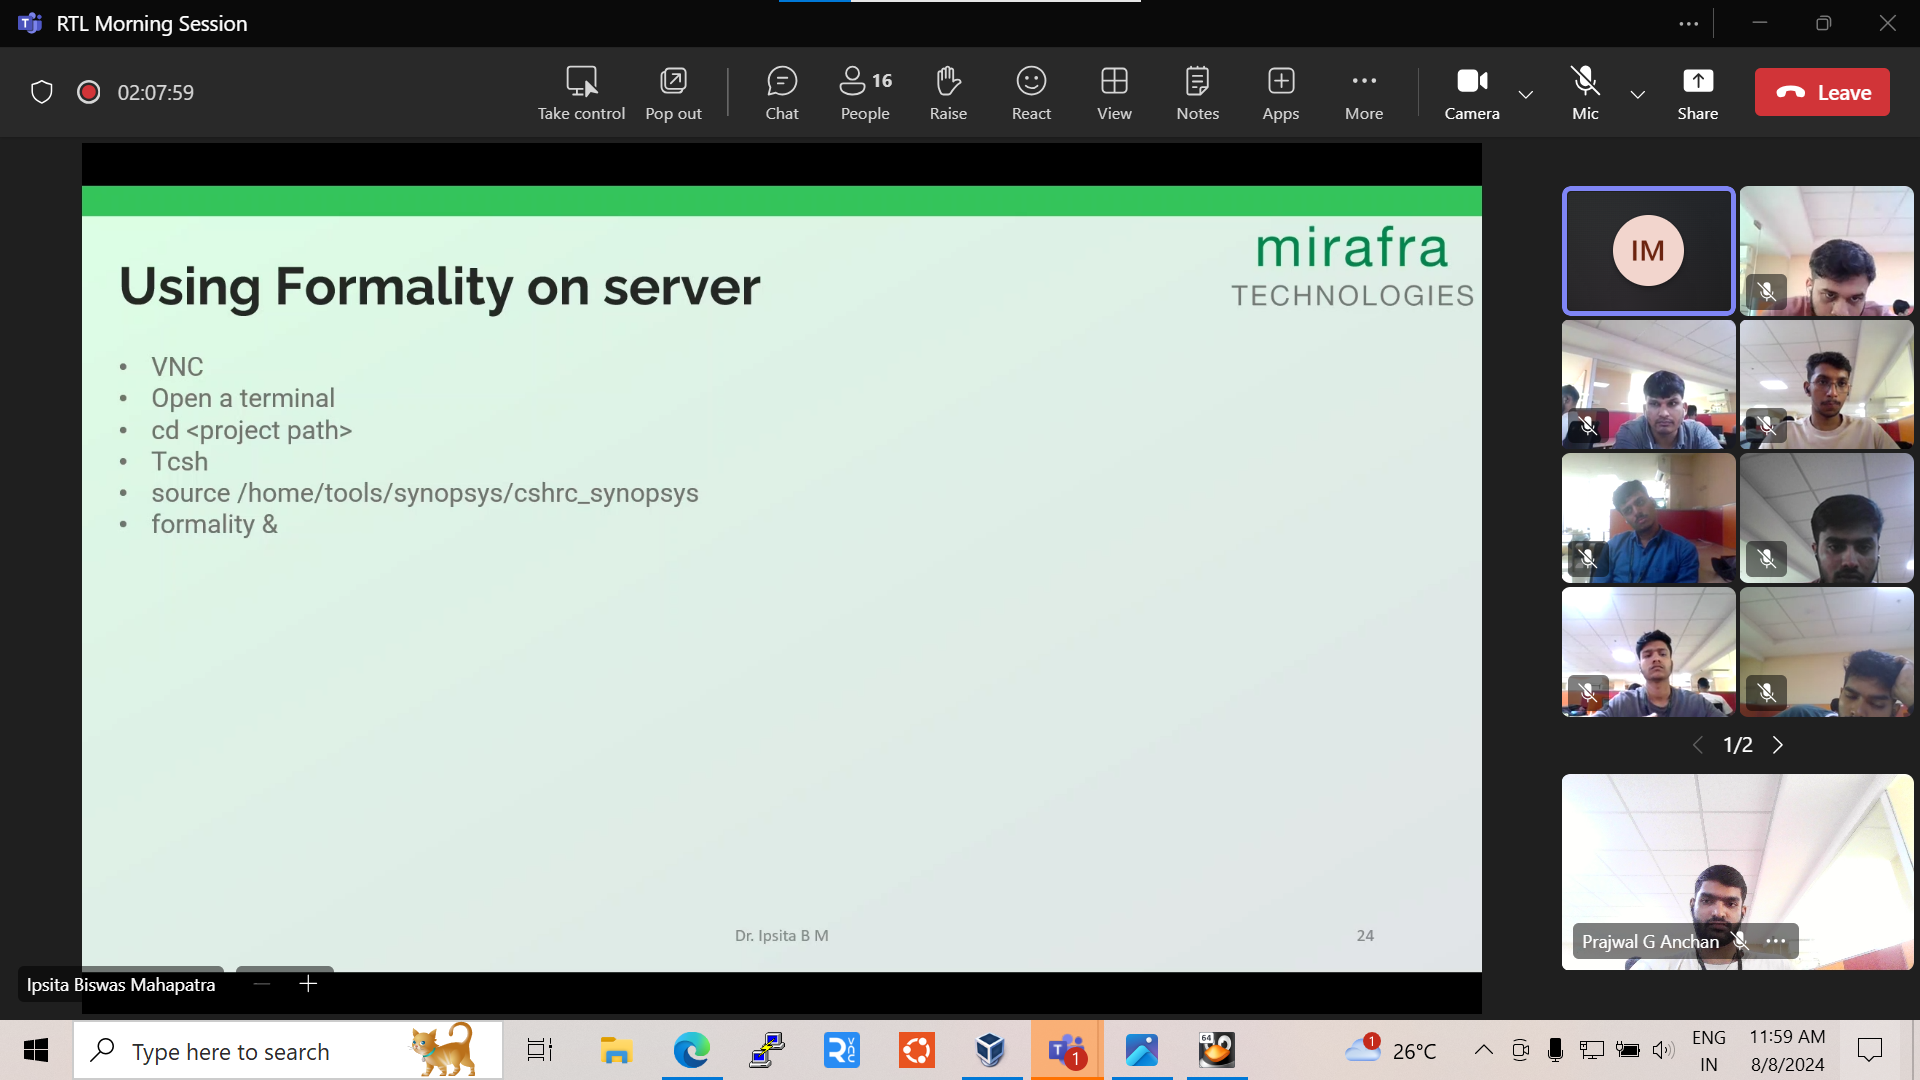 RTL Morning Session
02:07:59
Take control
Pop out
Chat
16
People
Raise
React
View
Notes
Apps
More
Camera
Mic
Share
Leave
mirafra
TECHNOLOGIES
Using Formality on server
• VNC
• Open a terminal
• cd <project path>
• Tcsh
• source /home/tools/synopsys/cshrc_synopsys
• formality &
Dr. Ipsita B M
24
IM
1/2
Prajwal G Anchan
Ipsita Biswas Mahapatra
Type here to search
1
64
1
26°C
ENG
IN
11:59 AM
8/8/2024